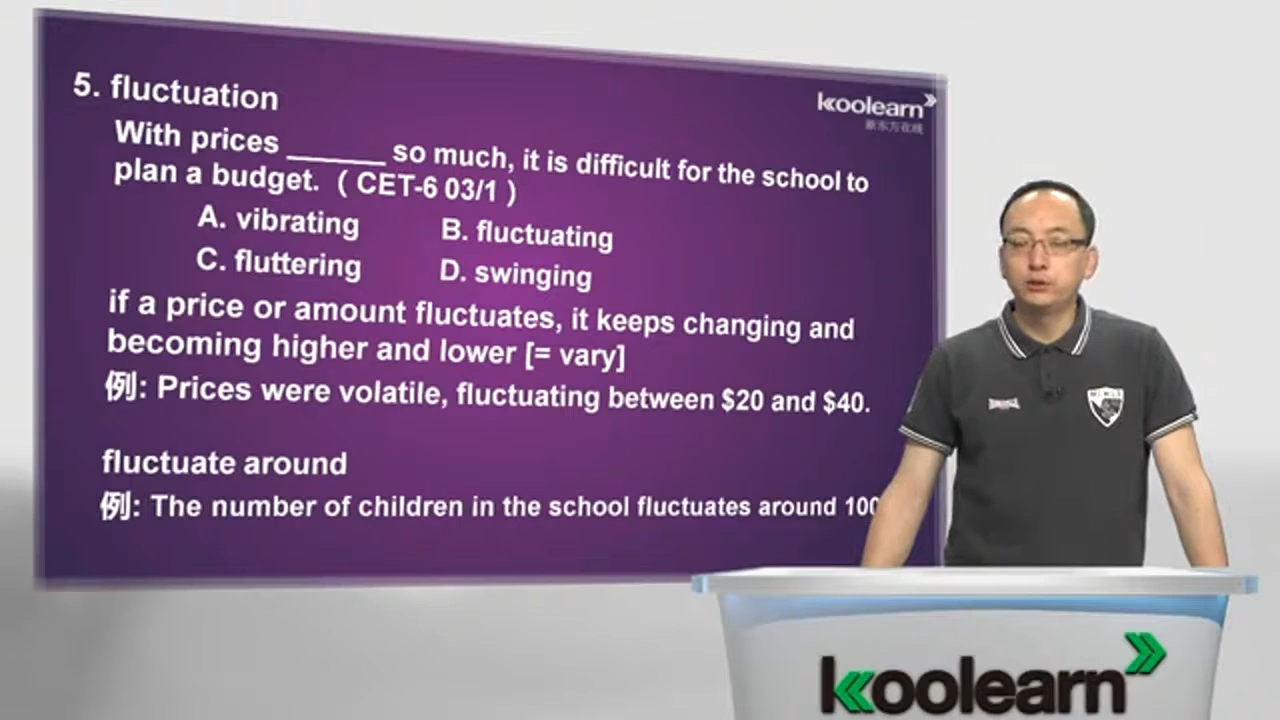 5. fluctuation
With prices ______ so much, it is difficult for the school to
plan a budget. ( CET-6 03/1 )
A. vibrating B. fluctuating
C. fluttering D. swinging
if a price or amount fluctuates, it keeps changing and
becoming higher and lower [= vary]
例: Prices were volatile, fluctuating between $20 and $40.
fluctuate around
例: The number of children in the school fluctuates around 100
koolearn
新东方在线
koolearn